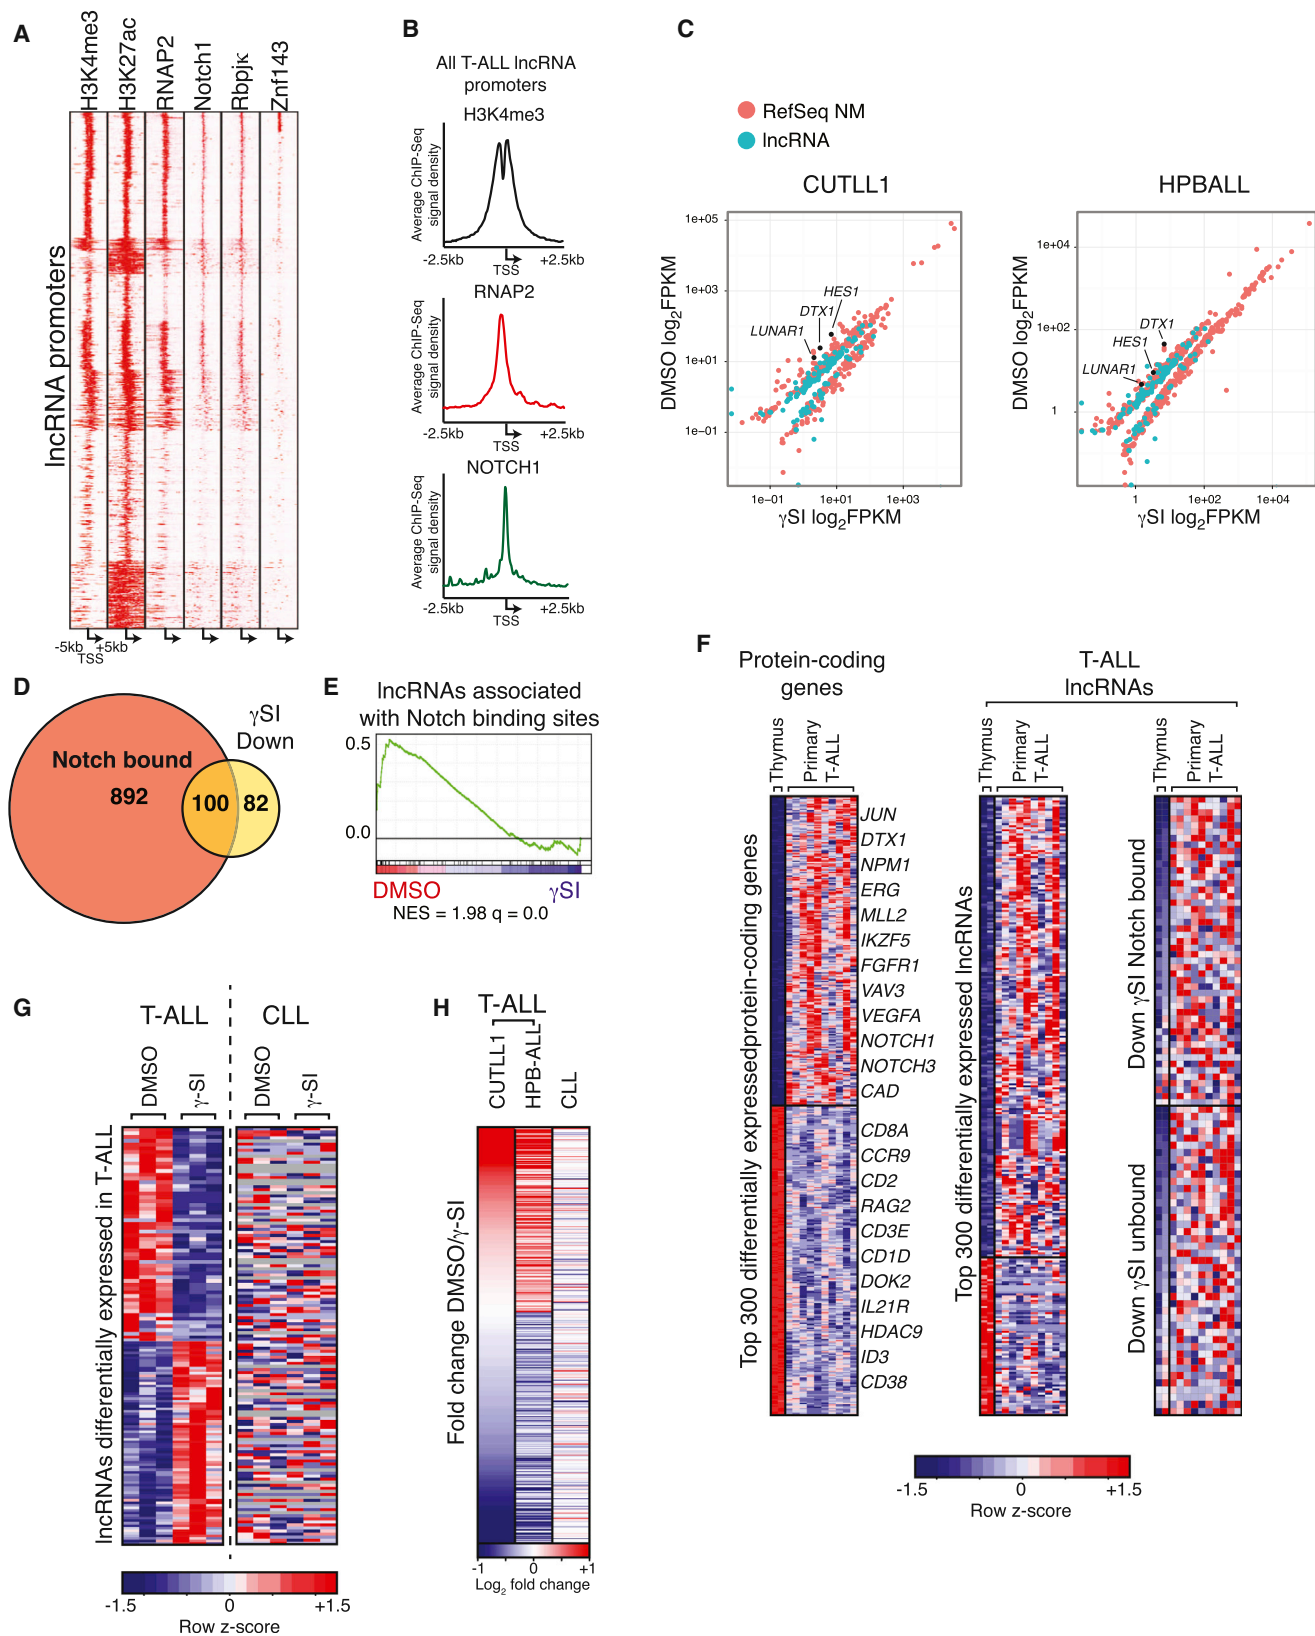 A
H3K4me3
H3K27ac
RNAP2
Notch1
Rbpjκ
Znf143
lncRNA promoters
-5kb
+5kb
TSS
B
All T-ALL lncRNA
promoters
H3K4me3
Average ChIP-Seq
signal density
-2.5kb
TSS
+2.5kb
RNAP2
Average ChIP-Seq
signal density
-2.5kb
TSS
+2.5kb
NOTCH1
Average ChIP-Seq
signal density
-2.5kb
TSS
+2.5kb
C
RefSeq NM
lncRNA
CUTLL1
DMSO log2FPKM
1e+05
1e+03
1e+01
1e−01
HES1
DTX1
LUNAR1
1e−01
1e+01
1e+03
γSI log2FPKM
HPBALL
DMSO log2FPKM
1e+04
1e+02
1
DTX1
HES1
LUNAR1
1
1e+02
1e+04
γSI log2FPKM
D
γSI
Down
Notch bound
892
100
82
E
lncRNAs associated
with Notch binding sites
0.5
0.0
DMSO
γSI
NES = 1.98 q = 0.0
F
Protein-coding
genes
T-ALL
lncRNAs
Thymus
Primary
T-ALL
Thymus
Primary
T-ALL
Thymus
Primary
T-ALL
Top 300 differentially expressedprotein-coding genes
JUN
DTX1
NPM1
ERG
MLL2
IKZF5
FGFR1
VAV3
VEGFA
NOTCH1
NOTCH3
CAD
CD8A
CCR9
CD2
RAG2
CD3E
CD1D
DOK2
IL21R
HDAC9
ID3
CD38
Top 300 differentially expressed lncRNAs
Down γSI Notch bound
Down γSI unbound
-1.5
0
+1.5
Row z-score
G
T-ALL
CLL
DMSO
γ-SI
DMSO
γ-SI
lncRNAs differentially expressed in T-ALL
-1.5
0
+1.5
Row z-score
H
T-ALL
CUTLL1
HPB-ALL
CLL
Fold change DMSO/γ-SI
-1
0
+1
Log2 fold change